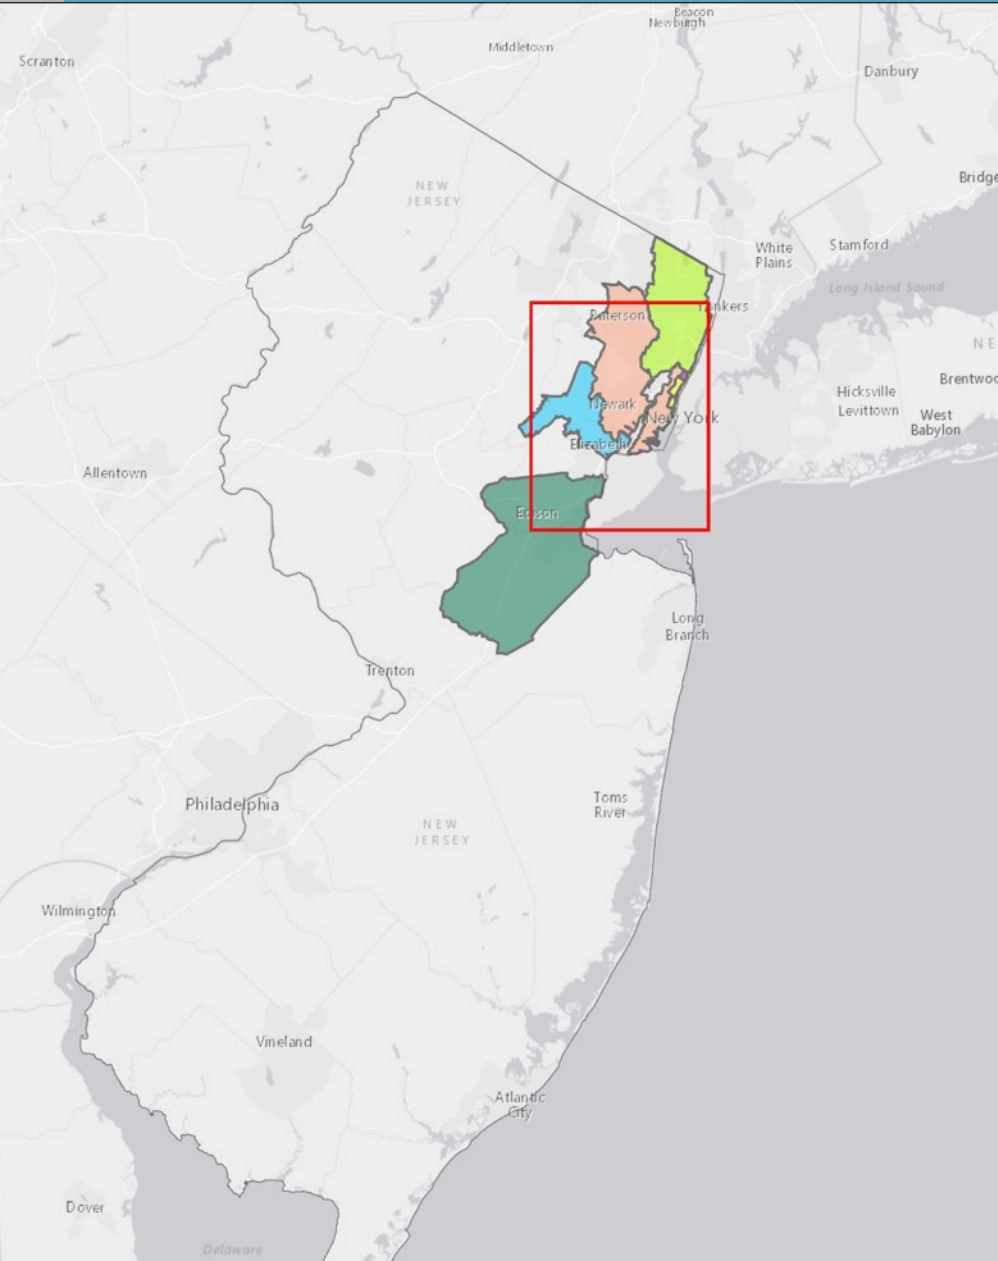 Beacon
Newburgh
Middletown
Scranton
Danbury
Bridge
NEW
JERSEY
White
Plains
Stamford
Long Island Sound
Yonkers
Paterson
NE
Brentwoo
Hicksville
Levittown
West
Babylon
Newark
New York
Elizabeth
Allentown
Edison
Long
Branch
Trenton
Philadelphia
Toms
River
NEW
JERSEY
Wilmington
Vineland
Atlantic
City
Dover
Delaware